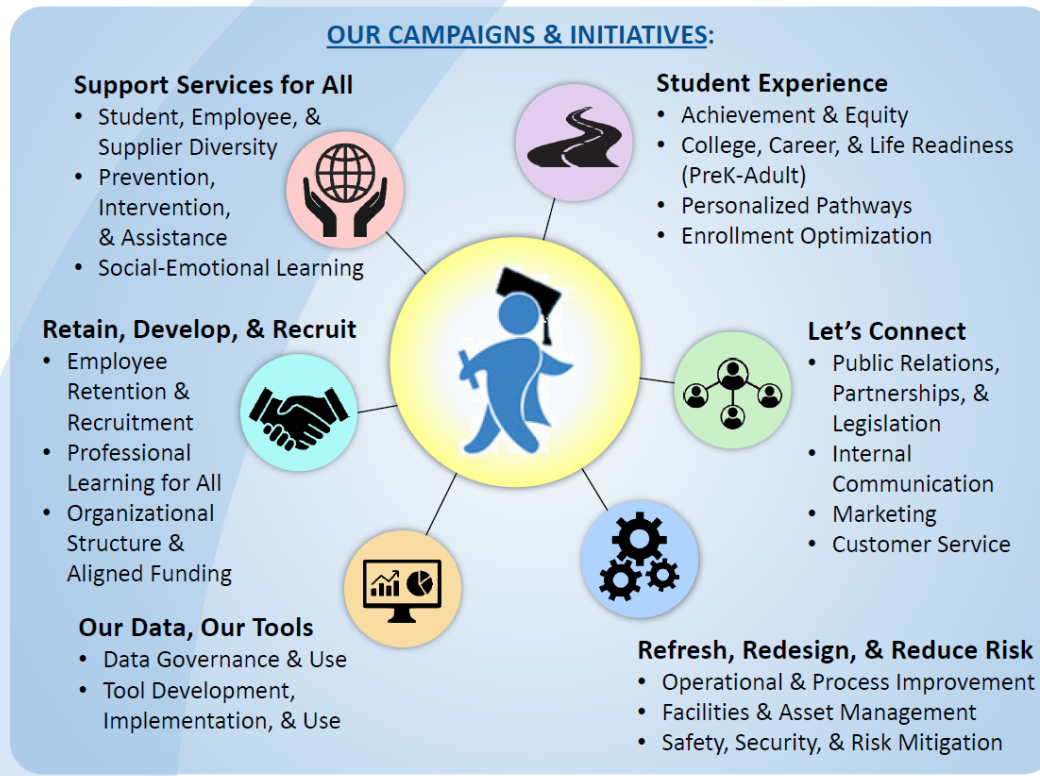 OUR CAMPAIGNS & INITIATIVES:
Support Services for All
• Student, Employee, &
Supplier Diversity
• Prevention,
Intervention,
& Assistance
• Social-Emotional Learning
Student Experience
• Achievement & Equity
• College, Career, & Life Readiness
(PreK-Adult)
• Personalized Pathways
• Enrollment Optimization
Retain, Develop, & Recruit
• Employee
Retention &
Recruitment
• Professional
Learning for All
• Organizational
Structure &
Aligned Funding
Let's Connect
• Public Relations,
Partnerships, &
Legislation
• Internal
Communication
• Marketing
• Customer Service
Our Data, Our Tools
• Data Governance & Use
• Tool Development,
Implementation, & Use
Refresh, Redesign, & Reduce Risk
• Operational & Process Improvement
• Facilities & Asset Management
• Safety, Security, & Risk Mitigation